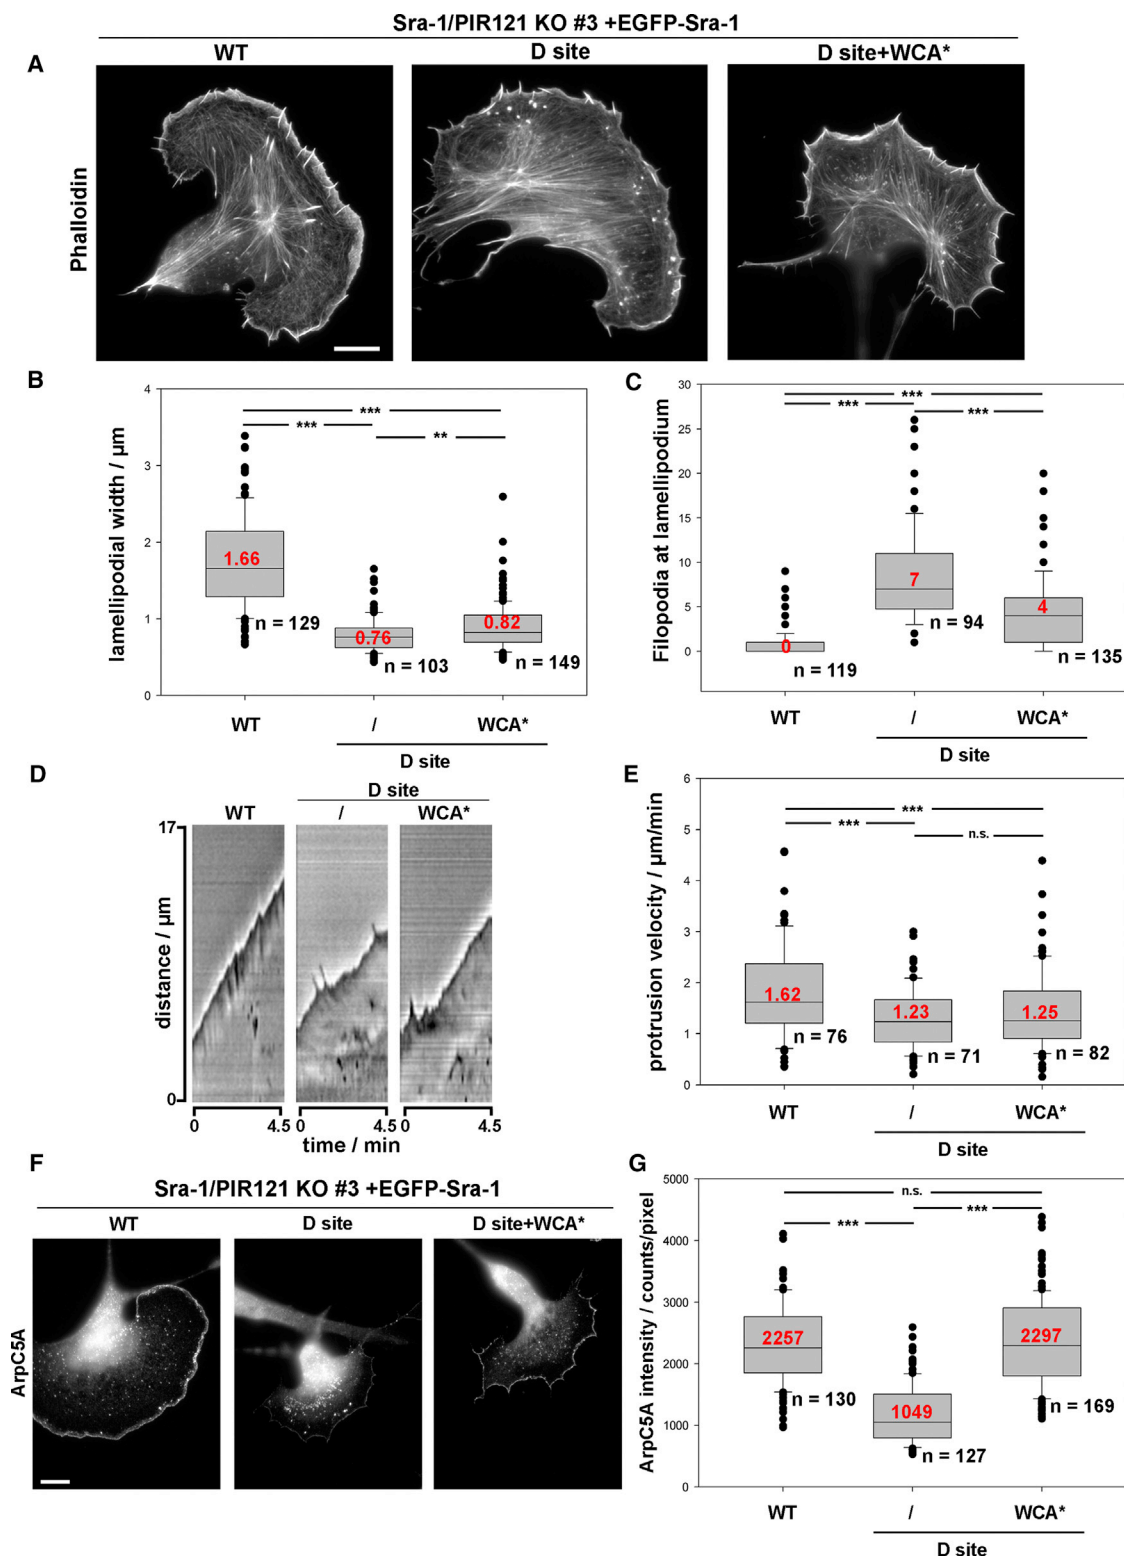 Sra-1/PIR121 KO #3 +EGFP-Sra-1
WT D site D site+WCA*
A
Phalloidin
B
lamellipodial width / µm
4
3
2
1
0
***
***
**
1.66
0.76
0.82
n = 129
n = 103
n = 149
WT / WCA*
D site
C
Filopodia at lamellipodium
30
25
20
15
10
5
0
***
***
***
0
7
4
n = 119
n = 94
n = 135
WT / WCA*
D site
D
D site
WT / WCA*
17
distance / µm
0
0 4.5 0 4.5 0 4.5
time / min
E
protrusion velocity / µm/min
6
5
4
3
2
1
0
***
***
n.s.
1.62
1.23
1.25
n = 76
n = 71
n = 82
WT / WCA*
D site
F
Sra-1/PIR121 KO #3 +EGFP-Sra-1
WT D site D site+WCA*
ArpC5A
G
ArpC5A intensity / counts/pixel
5000
4000
3000
2000
1000
0
n.s.
***
***
2257
1049
2297
n = 130
n = 127
n = 169
WT / WCA*
D site